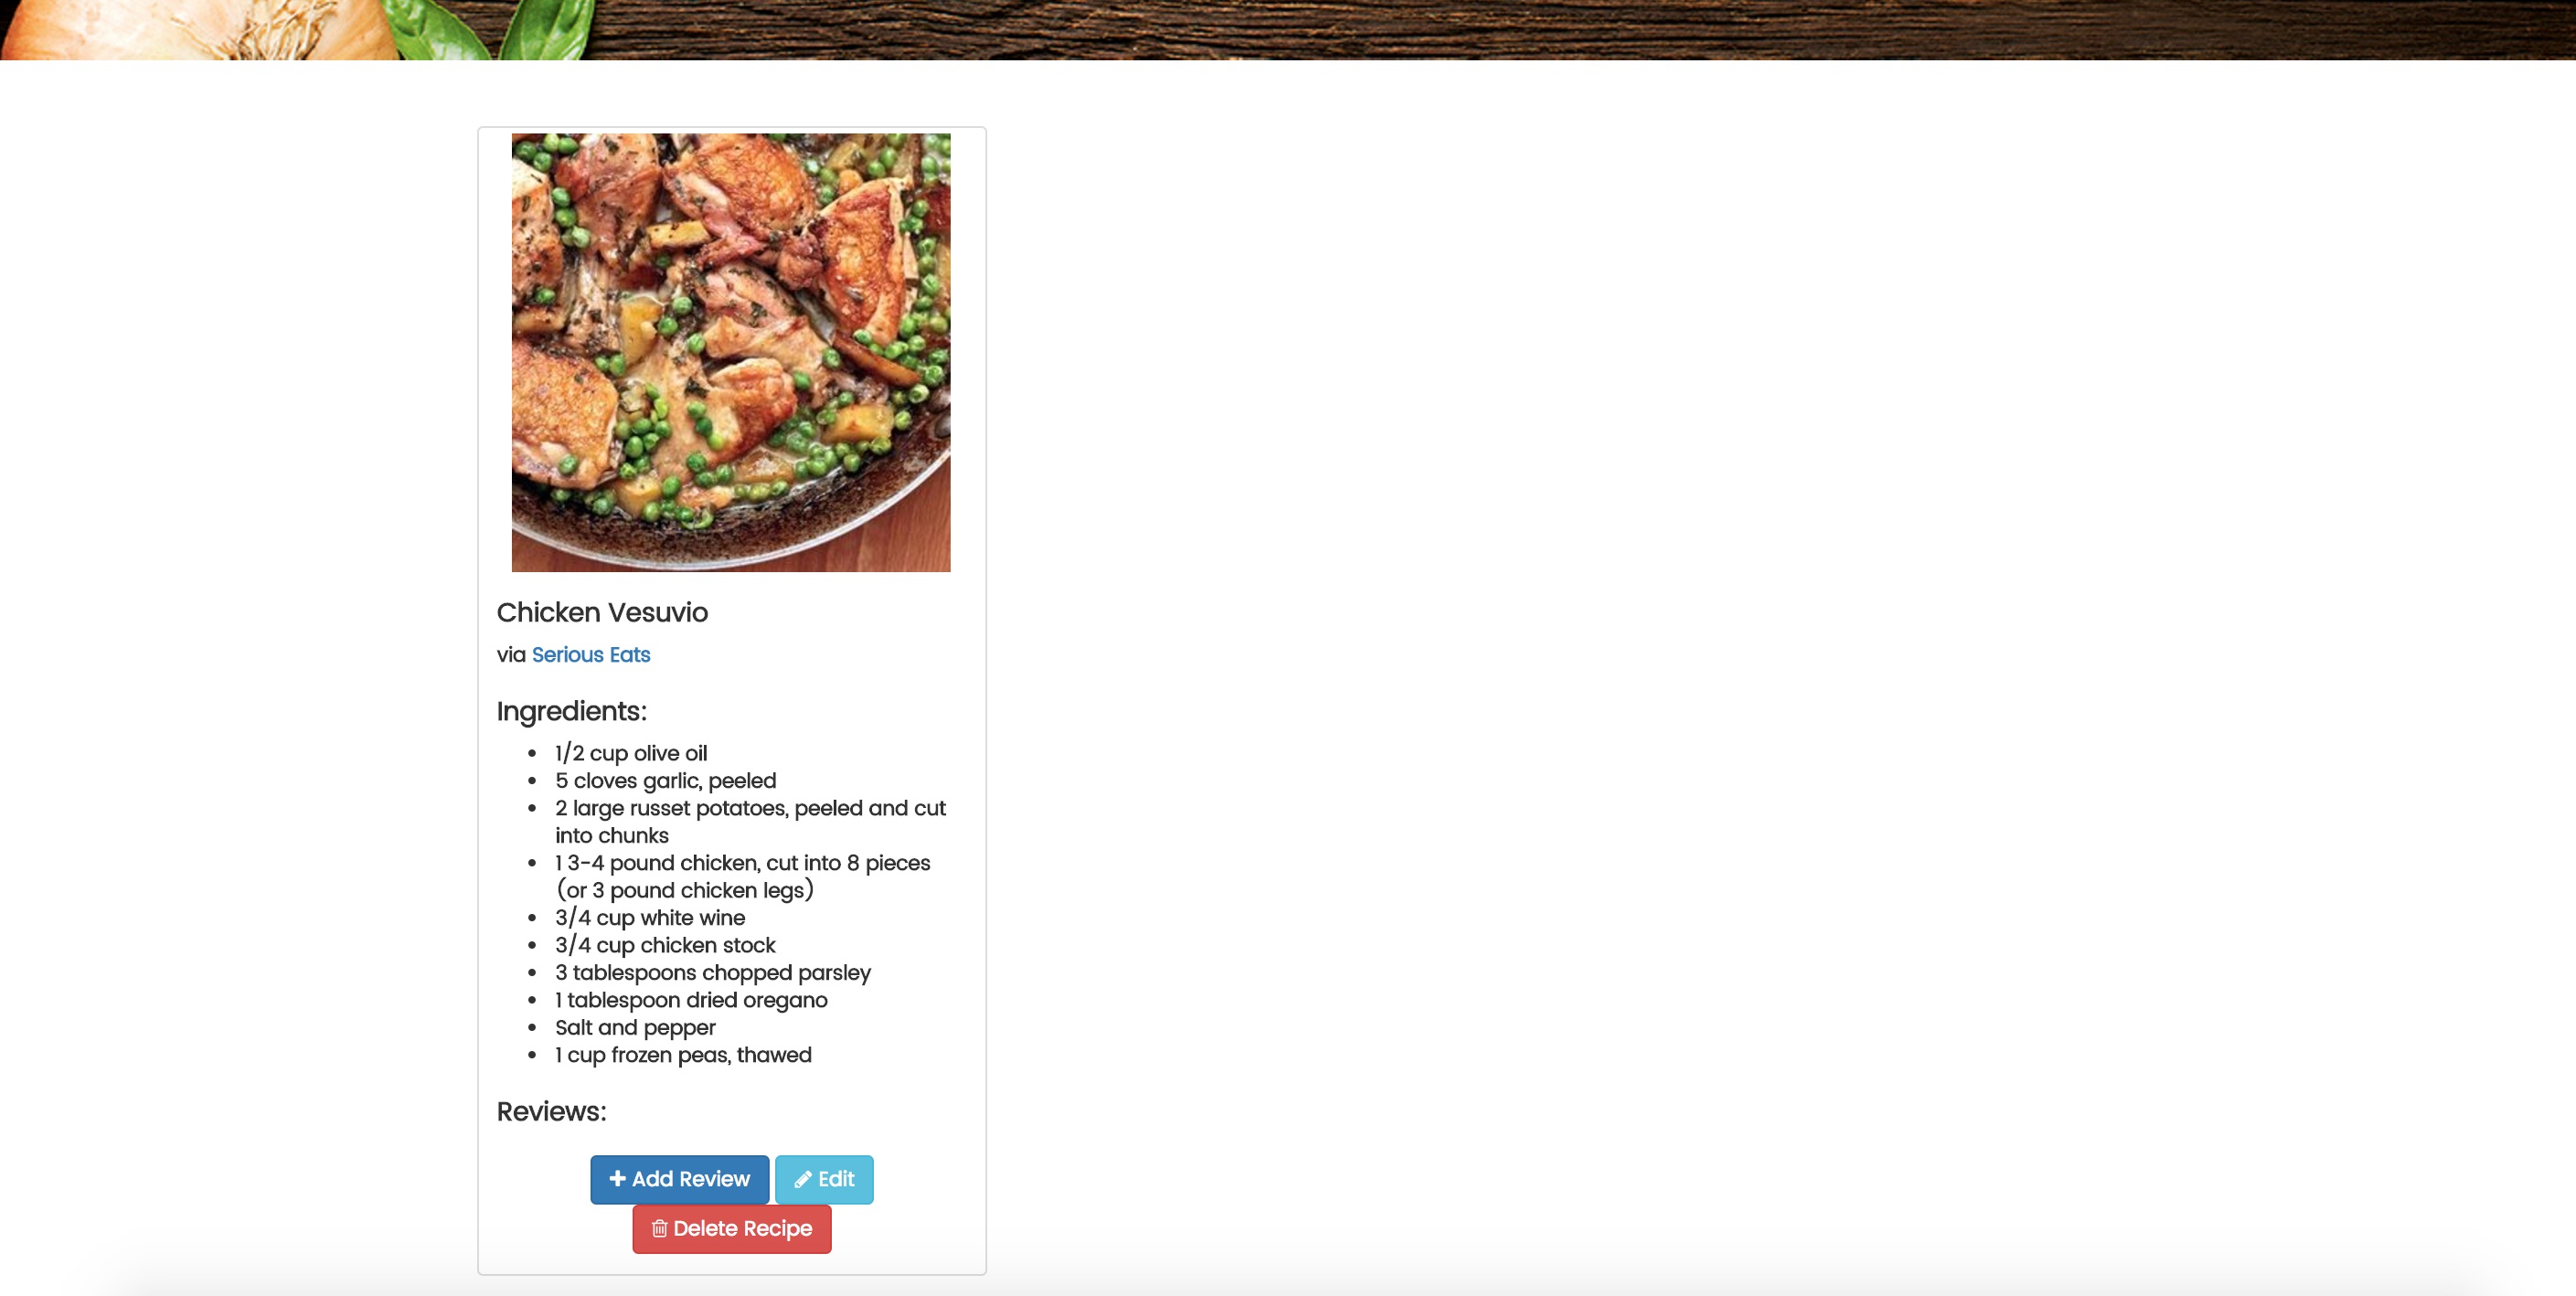 Chicken Vesuvio
via Serious Eats
Ingredients:
1/2 cup olive oil
5 cloves garlic, peeled
2 large russet potatoes, peeled and cut
into chunks
1 3-4 pound chicken, cut into 8 pieces
(or 3 pound chicken legs)
3/4 cup white wine
3/4 cup chicken stock
3 tablespoons chopped parsley
1 tablespoon dried oregano
Salt and pepper
1 cup frozen peas, thawed
Reviews:
Add Review Edit
Delete Recipe